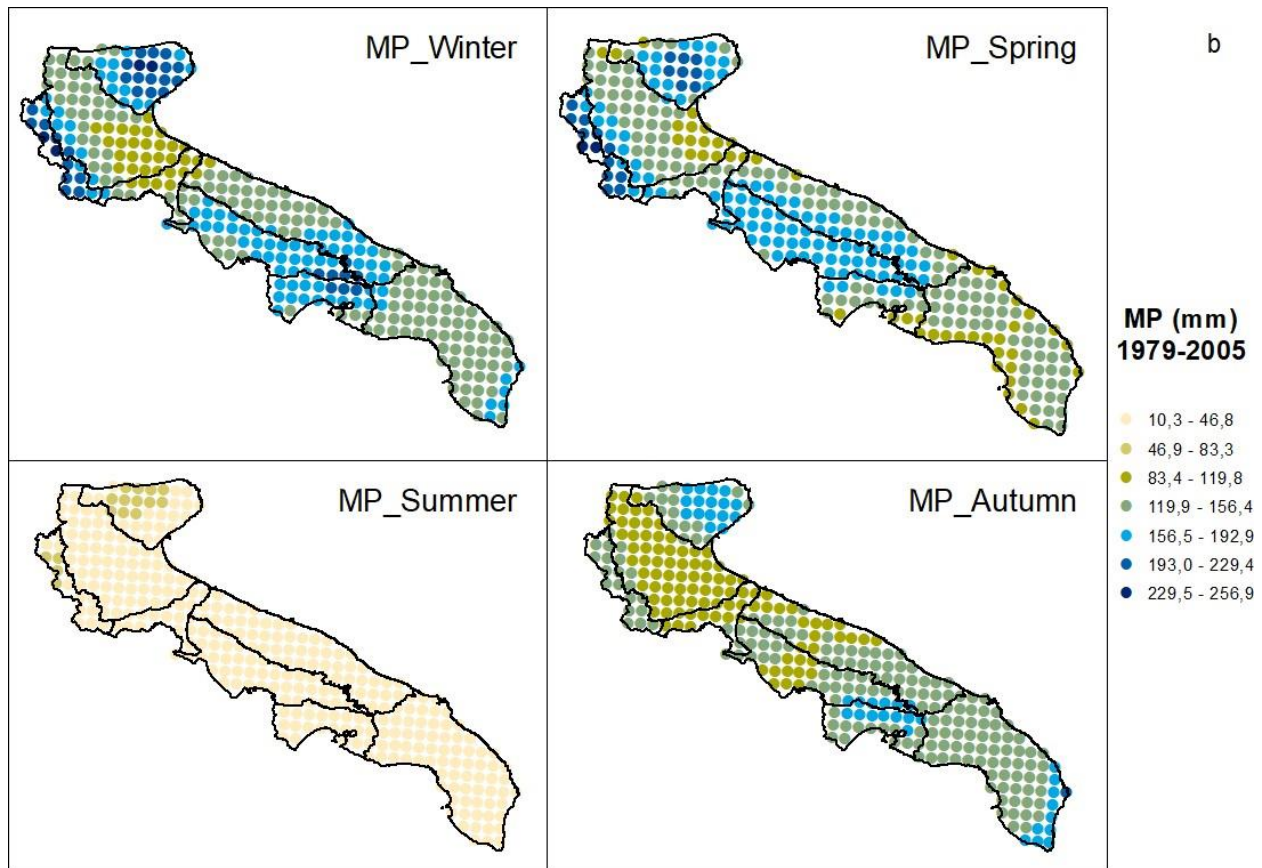 MP_Winter
MP_Spring
b
MP_Summer
MP_Autumn
MP (mm)
1979-2005
10,3 - 46,8
46,9 - 83,3
83,4 - 119,8
119,9 - 156,4
156,5 - 192,9
193,0 - 229,4
229,5 - 256,9